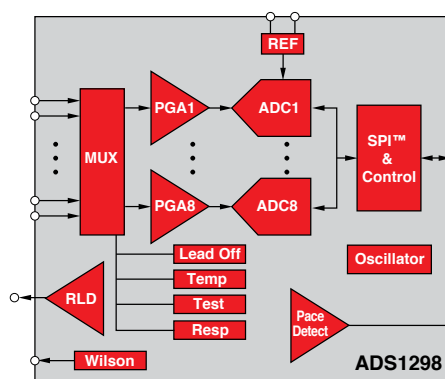 REF
PGA1
ADC1
MUX
SPI™
&
Control
PGA8
ADC8
Lead Off
Temp
Test
Resp
Oscillator
RLD
Pace
Detect
Wilson
ADS1298